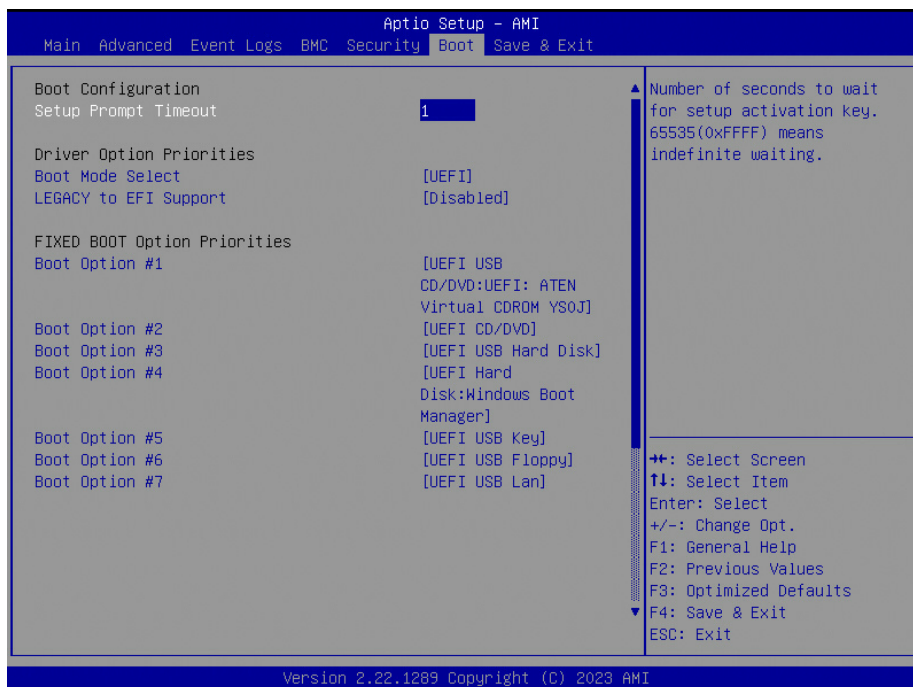 Aptio Setup – AMI
Main Advanced Event Logs BMC Security Boot Save & Exit
Boot Configuration
Setup Prompt Timeout 1
Driver Option Priorities
Boot Mode Select [UEFI]
LEGACY to EFI Support [Disabled]
FIXED BOOT Option Priorities
Boot Option #1 [UEFI USB
CD/DVD:UEFI: ATEN
Virtual CDROM YS0J]
Boot Option #2 [UEFI CD/DVD]
Boot Option #3 [UEFI USB Hard Disk]
Boot Option #4 [UEFI Hard
Disk:Windows Boot
Manager]
Boot Option #5 [UEFI USB Key]
Boot Option #6 [UEFI USB Floppy]
Boot Option #7 [UEFI USB Lan]
Number of seconds to wait
for setup activation key.
65535(0xFFFF) means
indefinite waiting.
→←: Select Screen
↑↓: Select Item
Enter: Select
+/-: Change Opt.
F1: General Help
F2: Previous Values
F3: Optimized Defaults
F4: Save & Exit
ESC: Exit
Version 2.22.1289 Copyright (C) 2023 AMI